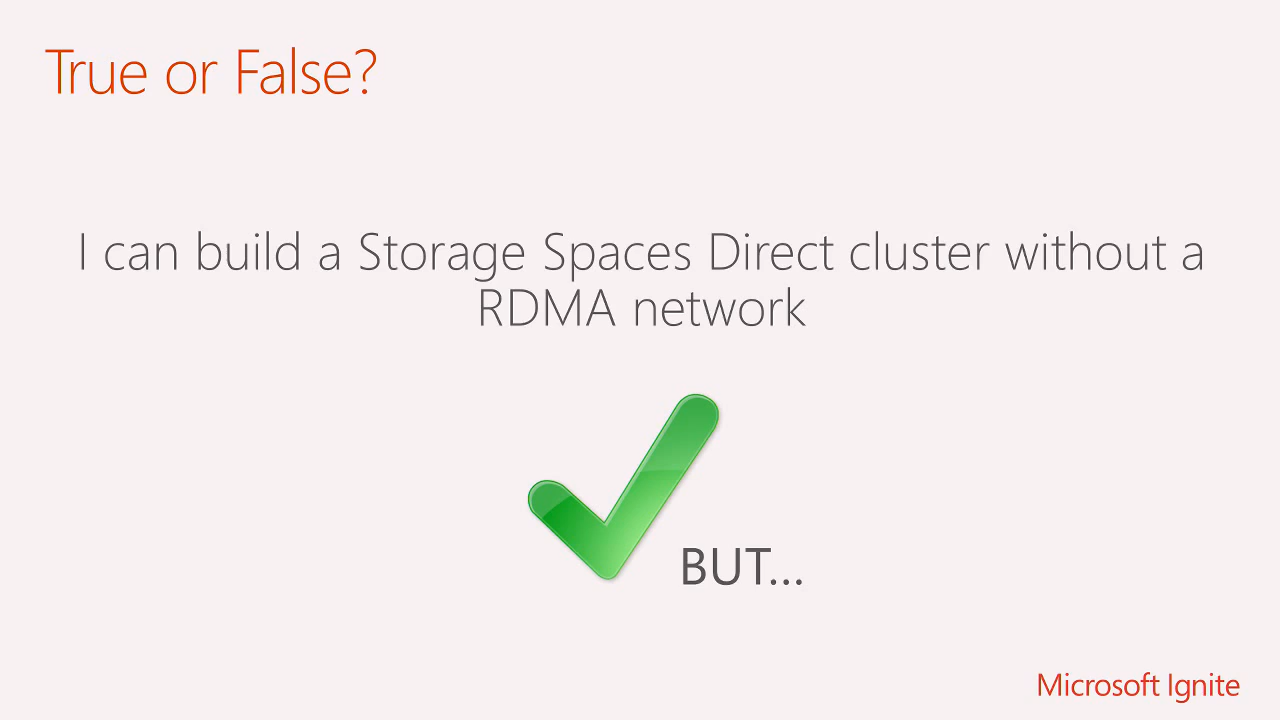 True or False?
I can build a Storage Spaces Direct cluster without a
RDMA network
BUT...
Microsoft Ignite